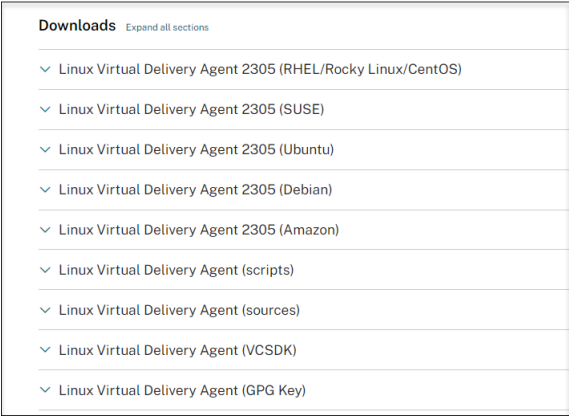 Downloads Expand all sections
Linux Virtual Delivery Agent 2305 (RHEL/Rocky Linux/CentOS)
Linux Virtual Delivery Agent 2305 (SUSE)
Linux Virtual Delivery Agent 2305 (Ubuntu)
Linux Virtual Delivery Agent 2305 (Debian)
Linux Virtual Delivery Agent 2305 (Amazon)
Linux Virtual Delivery Agent (scripts)
Linux Virtual Delivery Agent (sources)
Linux Virtual Delivery Agent (VCSDK)
Linux Virtual Delivery Agent (GPG Key)